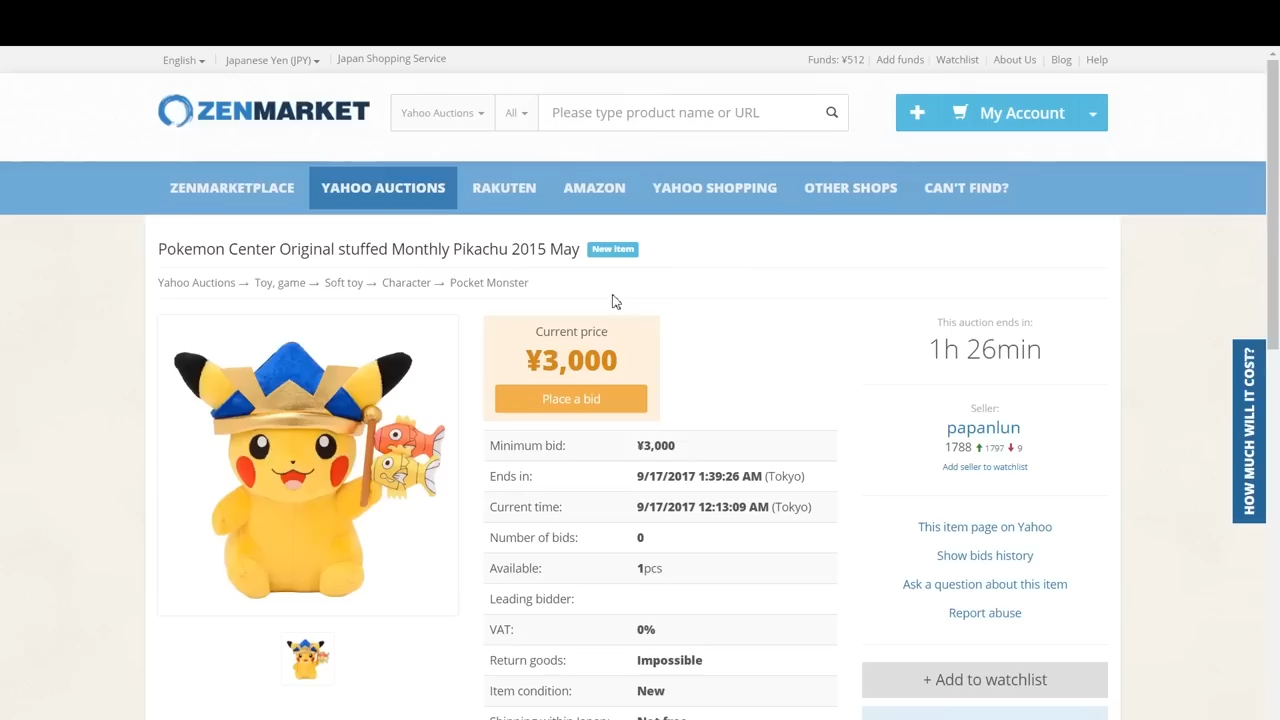 English
Japanese Yen (JPY)
Japan Shopping Service
Funds: ¥512
Add funds
Watchlist
About Us
Blog
Help
ZENMARKET
Yahoo Auctions
All
Please type product name or URL
My Account
ZENMARKETPLACE
YAHOO AUCTIONS
RAKUTEN
AMAZON
YAHOO SHOPPING
OTHER SHOPS
CAN'T FIND?
Pokemon Center Original stuffed Monthly Pikachu 2015 May
New item
Yahoo Auctions → Toy, game → Soft toy → Character → Pocket Monster
Current price
¥3,000
Place a bid
Minimum bid: ¥3,000
Ends in: 9/17/2017 1:39:26 AM (Tokyo)
Current time: 9/17/2017 12:13:09 AM (Tokyo)
Number of bids: 0
Available: 1pcs
Leading bidder:
VAT: 0%
Return goods: Impossible
Item condition: New
Shipping within Japan: Not free
This auction ends in:
1h 26min
Seller:
papanlun
1788 1797 9
Add seller to watchlist
This item page on Yahoo
Show bids history
Ask a question about this item
Report abuse
+ Add to watchlist
HOW MUCH WILL IT COST?